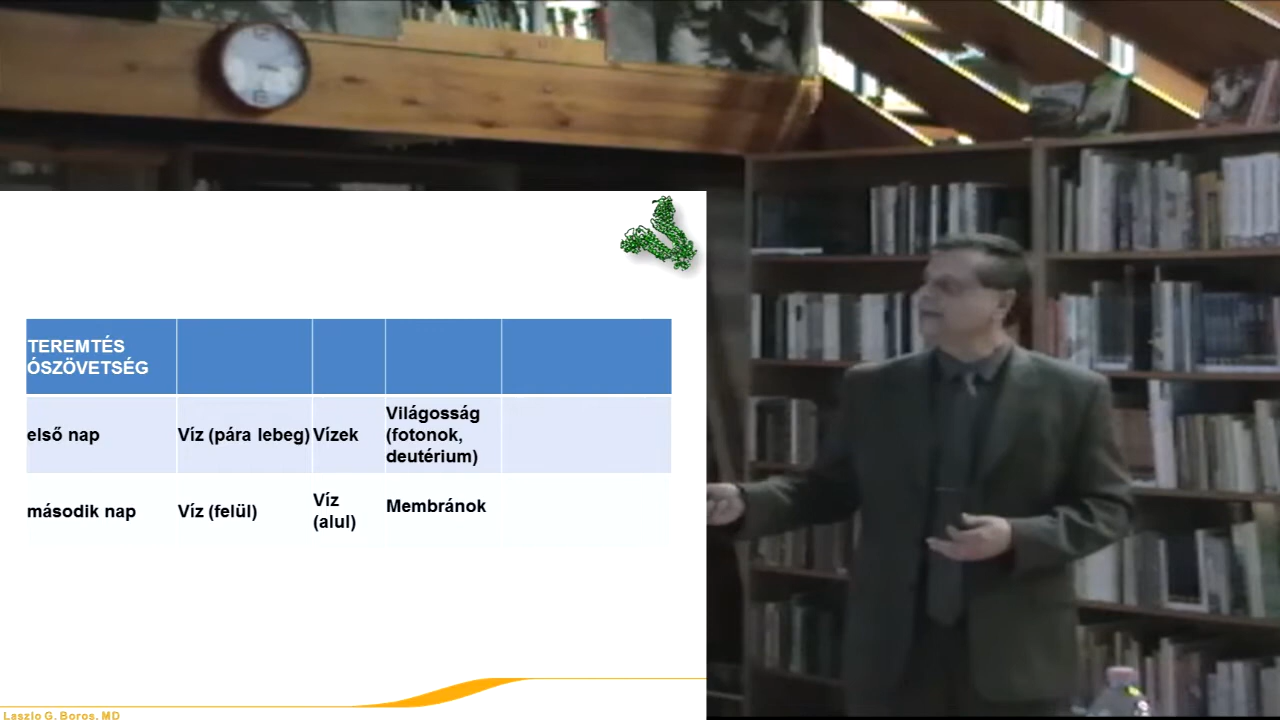 TEREMTÉS
ÓSZÖVETSÉG
első nap
Víz (pára lebeg)
Vízek
Világosság
(fotonok,
deutérium)
második nap
Víz (felül)
Víz
(alul)
Membránok
Laszlo G. Boros, MD